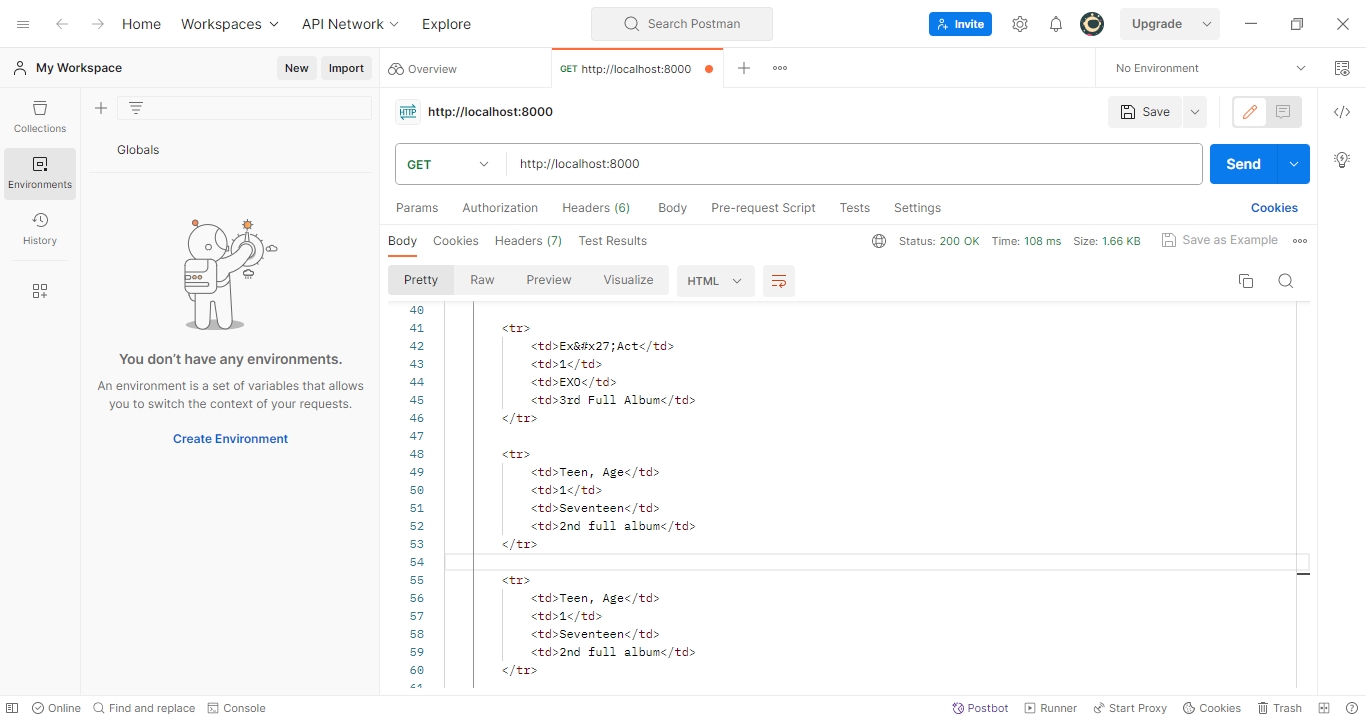 Home Workspaces API Network Explore Search Postman Invite Upgrade
My Workspace New Import Overview GET http://localhost:8000 No Environment
Collections
Environments
History
Globals
You don't have any environments.
An environment is a set of variables that allows
you to switch the context of your requests.
Create Environment
HTTP http://localhost:8000 Save
GET http://localhost:8000 Send
Params Authorization Headers (6) Body Pre-request Script Tests Settings Cookies
Body Cookies Headers (7) Test Results Status: 200 OK Time: 108 ms Size: 1.66 KB Save as Example
Pretty Raw Preview Visualize HTML
40
41 <tr>
42 <td>Ex&#x27;Act</td>
43 <td>1</td>
44 <td>EXO</td>
45 <td>3rd Full Album</td>
46 </tr>
47
48 <tr>
49 <td>Teen, Age</td>
50 <td>1</td>
51 <td>Seventeen</td>
52 <td>2nd full album</td>
53 </tr>
54
55 <tr>
56 <td>Teen, Age</td>
57 <td>1</td>
58 <td>Seventeen</td>
59 <td>2nd full album</td>
60 </tr>
61
Online Find and replace Console Postbot Runner Start Proxy Cookies Trash